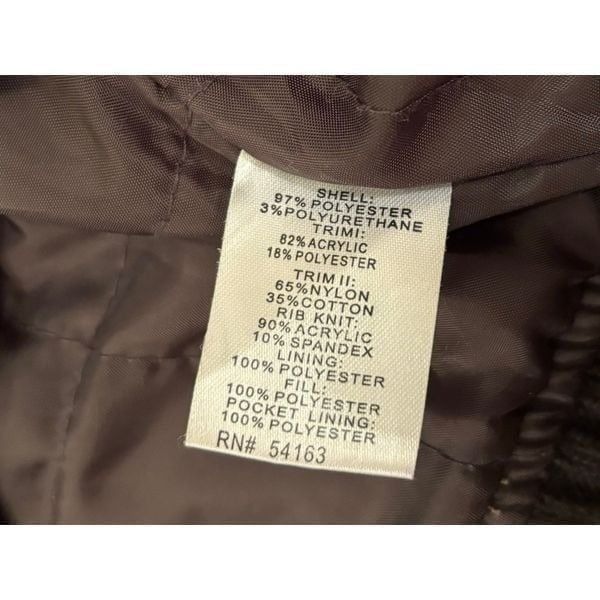 SHELL:
97% POLYESTER
3%POLYURETHANE
TRIMI:
82%ACRYLIC
18% POLYESTER
TRIM II:
65%NYLON
35%COTTON
RIB KNIT:
90% ACRYLIC
10% SPANDEX
LINING:
100% POLYESTER
FILL:
100% POLYESTER
POCKET LINING:
100% POLYESTER
RN# 54163